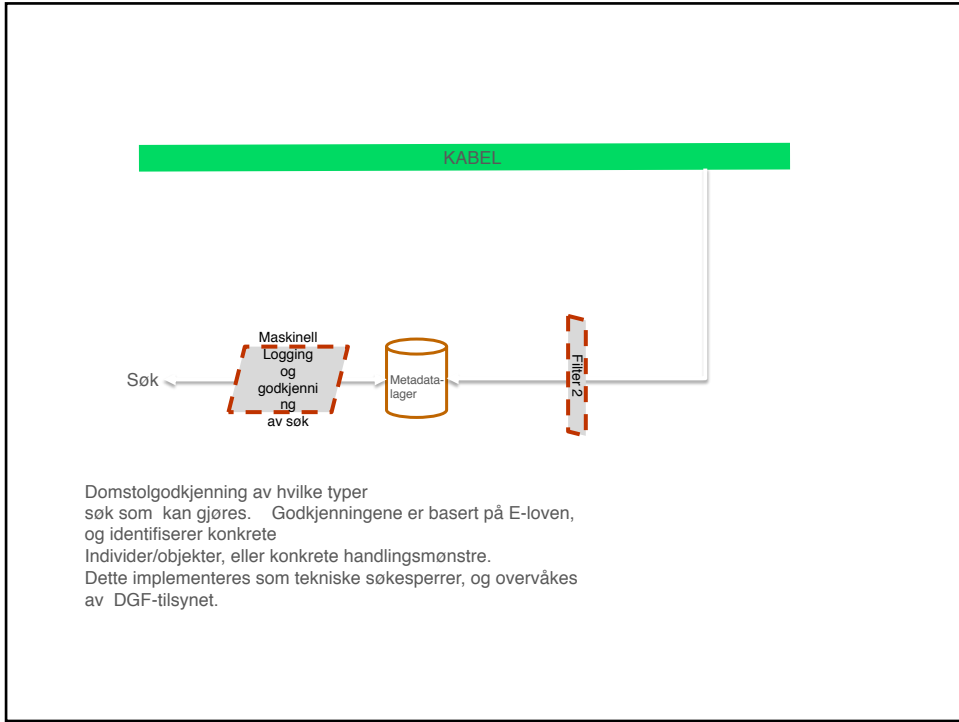 KABEL
Maskinell
Logging
og
godkjenni
ng
av søk
Søk
Metadata-
lager
Filter 2
Domstolgodkjenning av hvilke typer
søk som kan gjøres. Godkjenningene er basert på E-loven,
og identifiserer konkrete
Individer/objekter, eller konkrete handlingsmønstre.
Dette implementeres som tekniske søkesperrer, og overvåkes
av DGF-tilsynet.